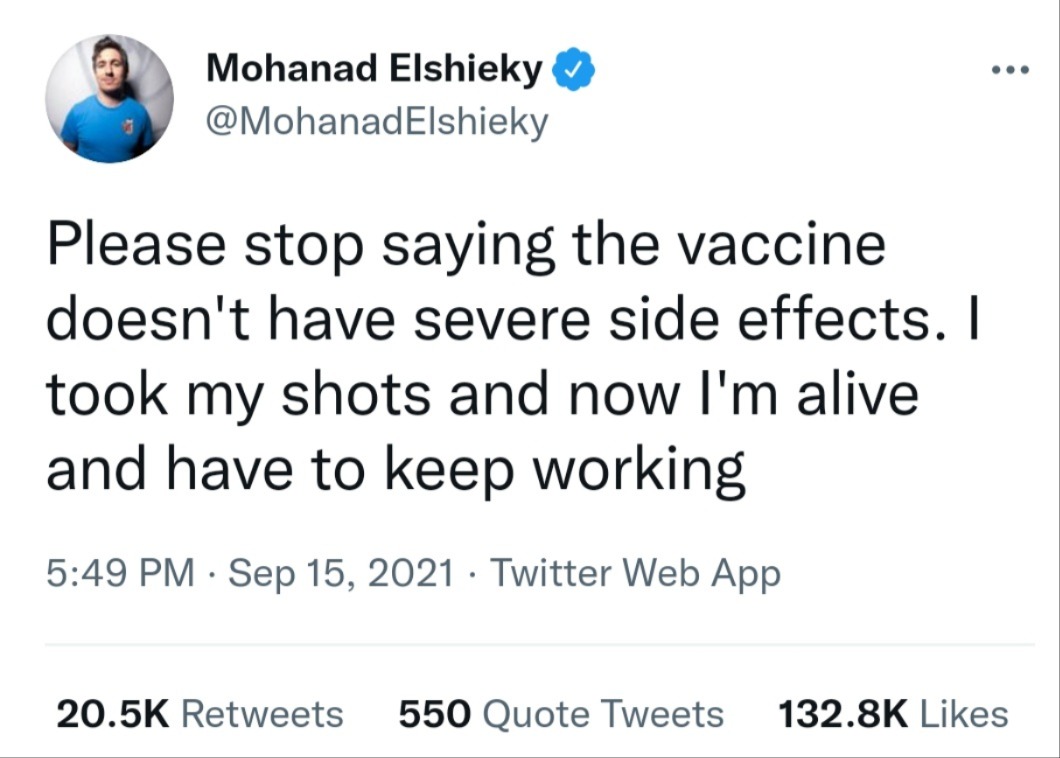 Mohanad Elshieky
@MohanadElshieky
Please stop saying the vaccine
doesn't have severe side effects. I
took my shots and now I'm alive
and have to keep working
5:49 PM · Sep 15, 2021 · Twitter Web App
20.5K Retweets 550 Quote Tweets 132.8K Likes